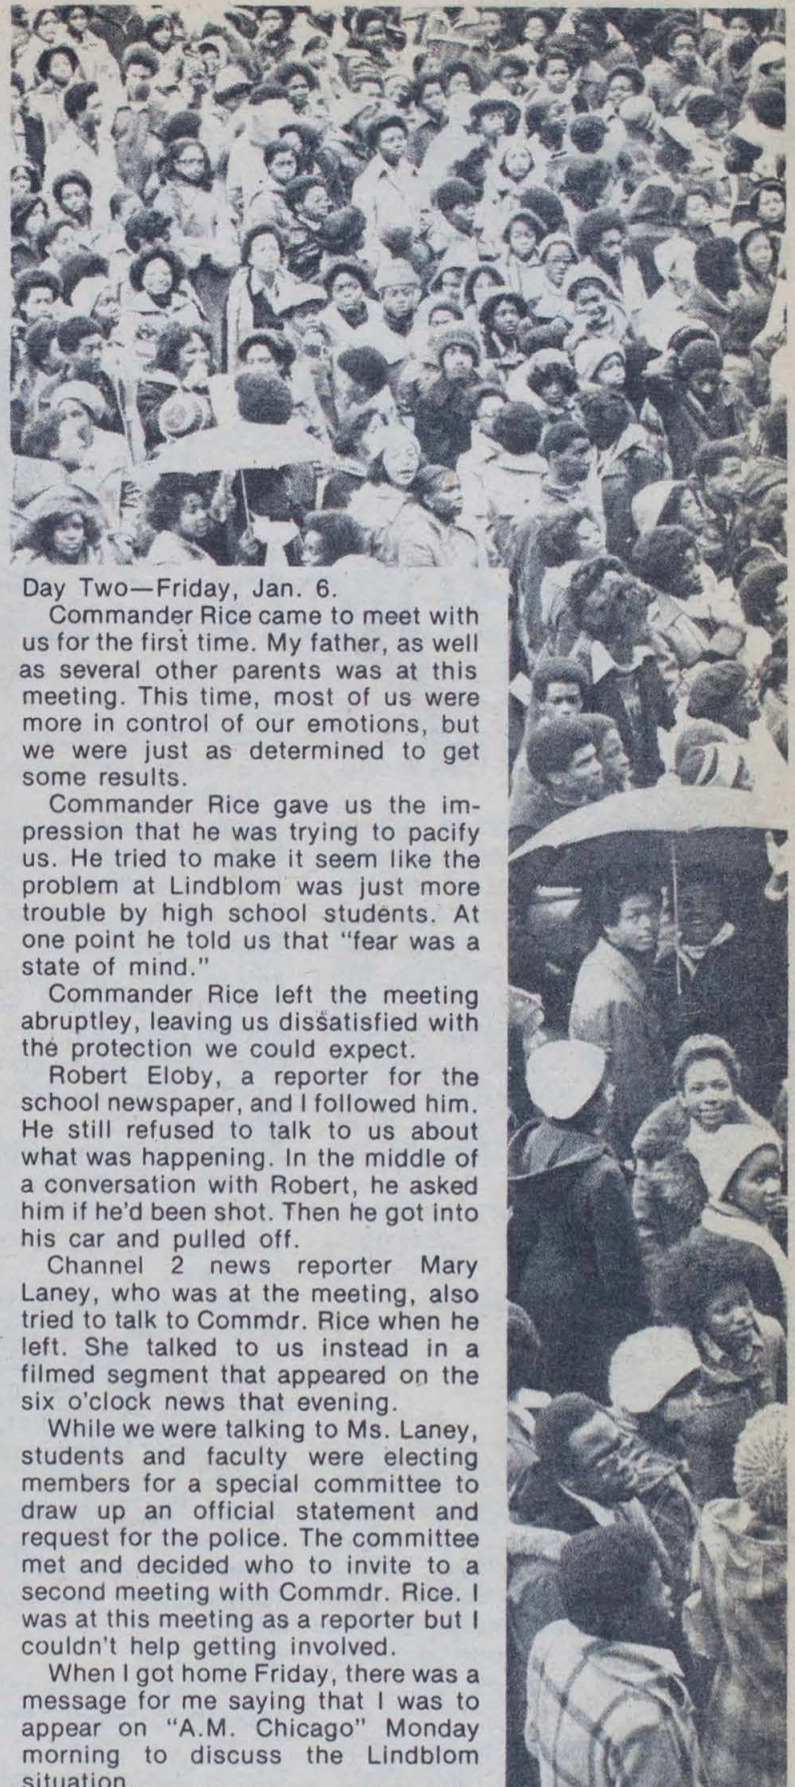 Day Two—Friday, Jan. 6.
Commander Rice came to meet with
us for the first time. My father, as well
as several other parents was at this
meeting. This time, most of us were
more in control of our emotions, but
we were just as determined to get
some results.
Commander Rice gave us the im-
pression that he was trying to pacify
us. He tried to make it seem like the
problem at Lindblom was just more
trouble by high school students. At
one point he told us that “fear was a
state of mind.”
Commander Rice left the meeting
abruptley, leaving us dissatisfied with
the protection we could expect.
Robert Eloby, a reporter for the
school newspaper, and I followed him.
He still refused to talk to us about
what was happening. In the middle of
a conversation with Robert, he asked
him if he'd been shot. Then he got into
his car and pulled off.
Channel 2 news reporter Mary
Laney, who was at the meeting, also
tried to talk to Commdr. Rice when he
left. She talked to us instead in a
filmed segment that appeared on the
six o'clock news that evening.
While we were talking to Ms. Laney,
students and faculty were electing
members for a special committee to
draw up an official statement and
request for the police. The committee
met and decided who to invite to a
second meeting with Commdr. Rice. I
was at this meeting as a reporter but I
couldn't help getting involved.
When I got home Friday, there was a
message for me saying that I was to
appear on “A.M. Chicago” Monday
morning to discuss the Lindblom
situation